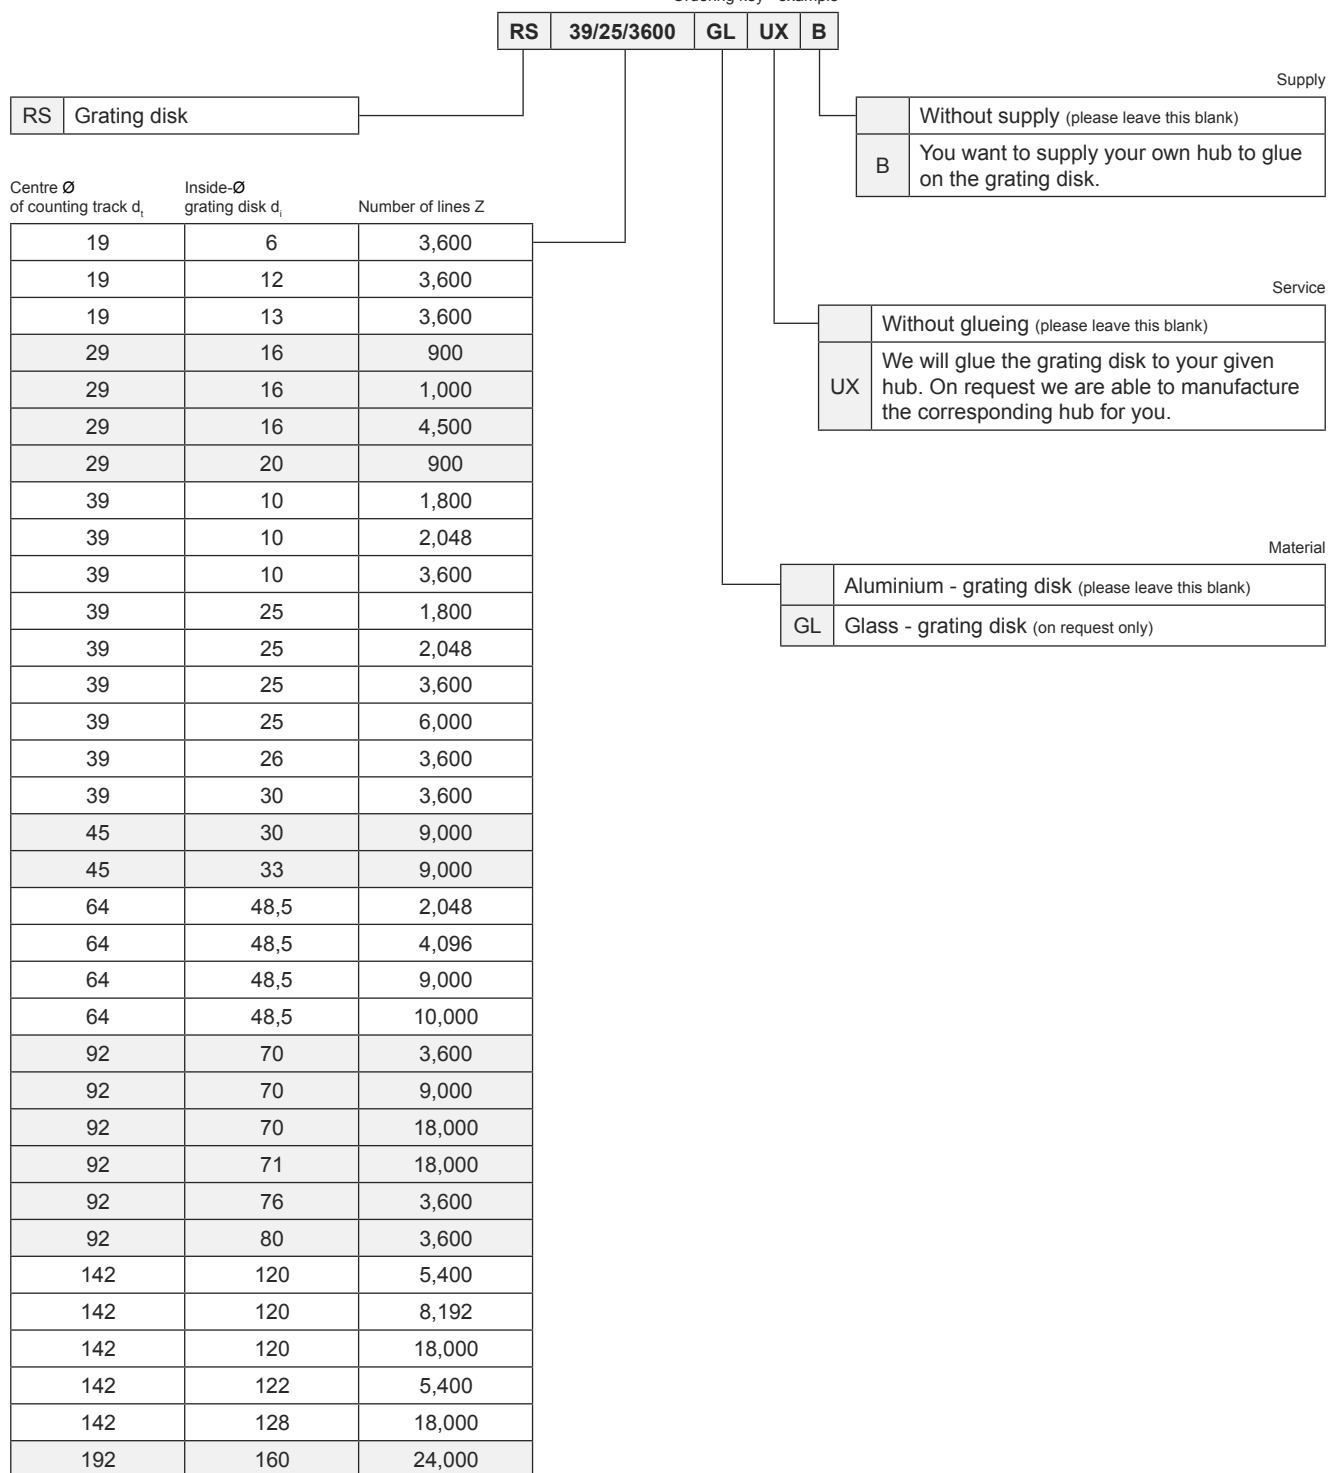 Ordering key - example
RS 39/25/3600 GL UX B
Supply
Without supply (please leave this blank)
B You want to supply your own hub to glue
on the grating disk.
RS Grating disk
Service
Without glueing (please leave this blank)
UX We will glue the grating disk to your given
hub. On request we are able to manufacture
the corresponding hub for you.
Material
Aluminium - grating disk (please leave this blank)
GL Glass - grating disk (on request only)
Centre Ø
of counting track dt
Inside-Ø
grating disk di
Number of lines Z
19 6 3,600
19 12 3,600
19 13 3,600
29 16 900
29 16 1,000
29 16 4,500
29 20 900
39 10 1,800
39 10 2,048
39 10 3,600
39 25 1,800
39 25 2,048
39 25 3,600
39 25 6,000
39 26 3,600
39 30 3,600
45 30 9,000
45 33 9,000
64 48,5 2,048
64 48,5 4,096
64 48,5 9,000
64 48,5 10,000
92 70 3,600
92 70 9,000
92 70 18,000
92 71 18,000
92 76 3,600
92 80 3,600
142 120 5,400
142 120 8,192
142 120 18,000
142 122 5,400
142 128 18,000
192 160 24,000